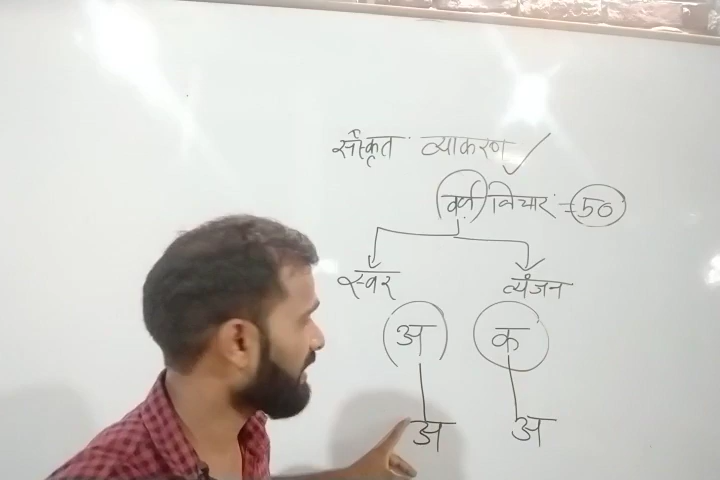 संस्कृत व्याकरण ✓
वर्ण विचार: = 50
स्वर व्यंजन
अ क
अ अ